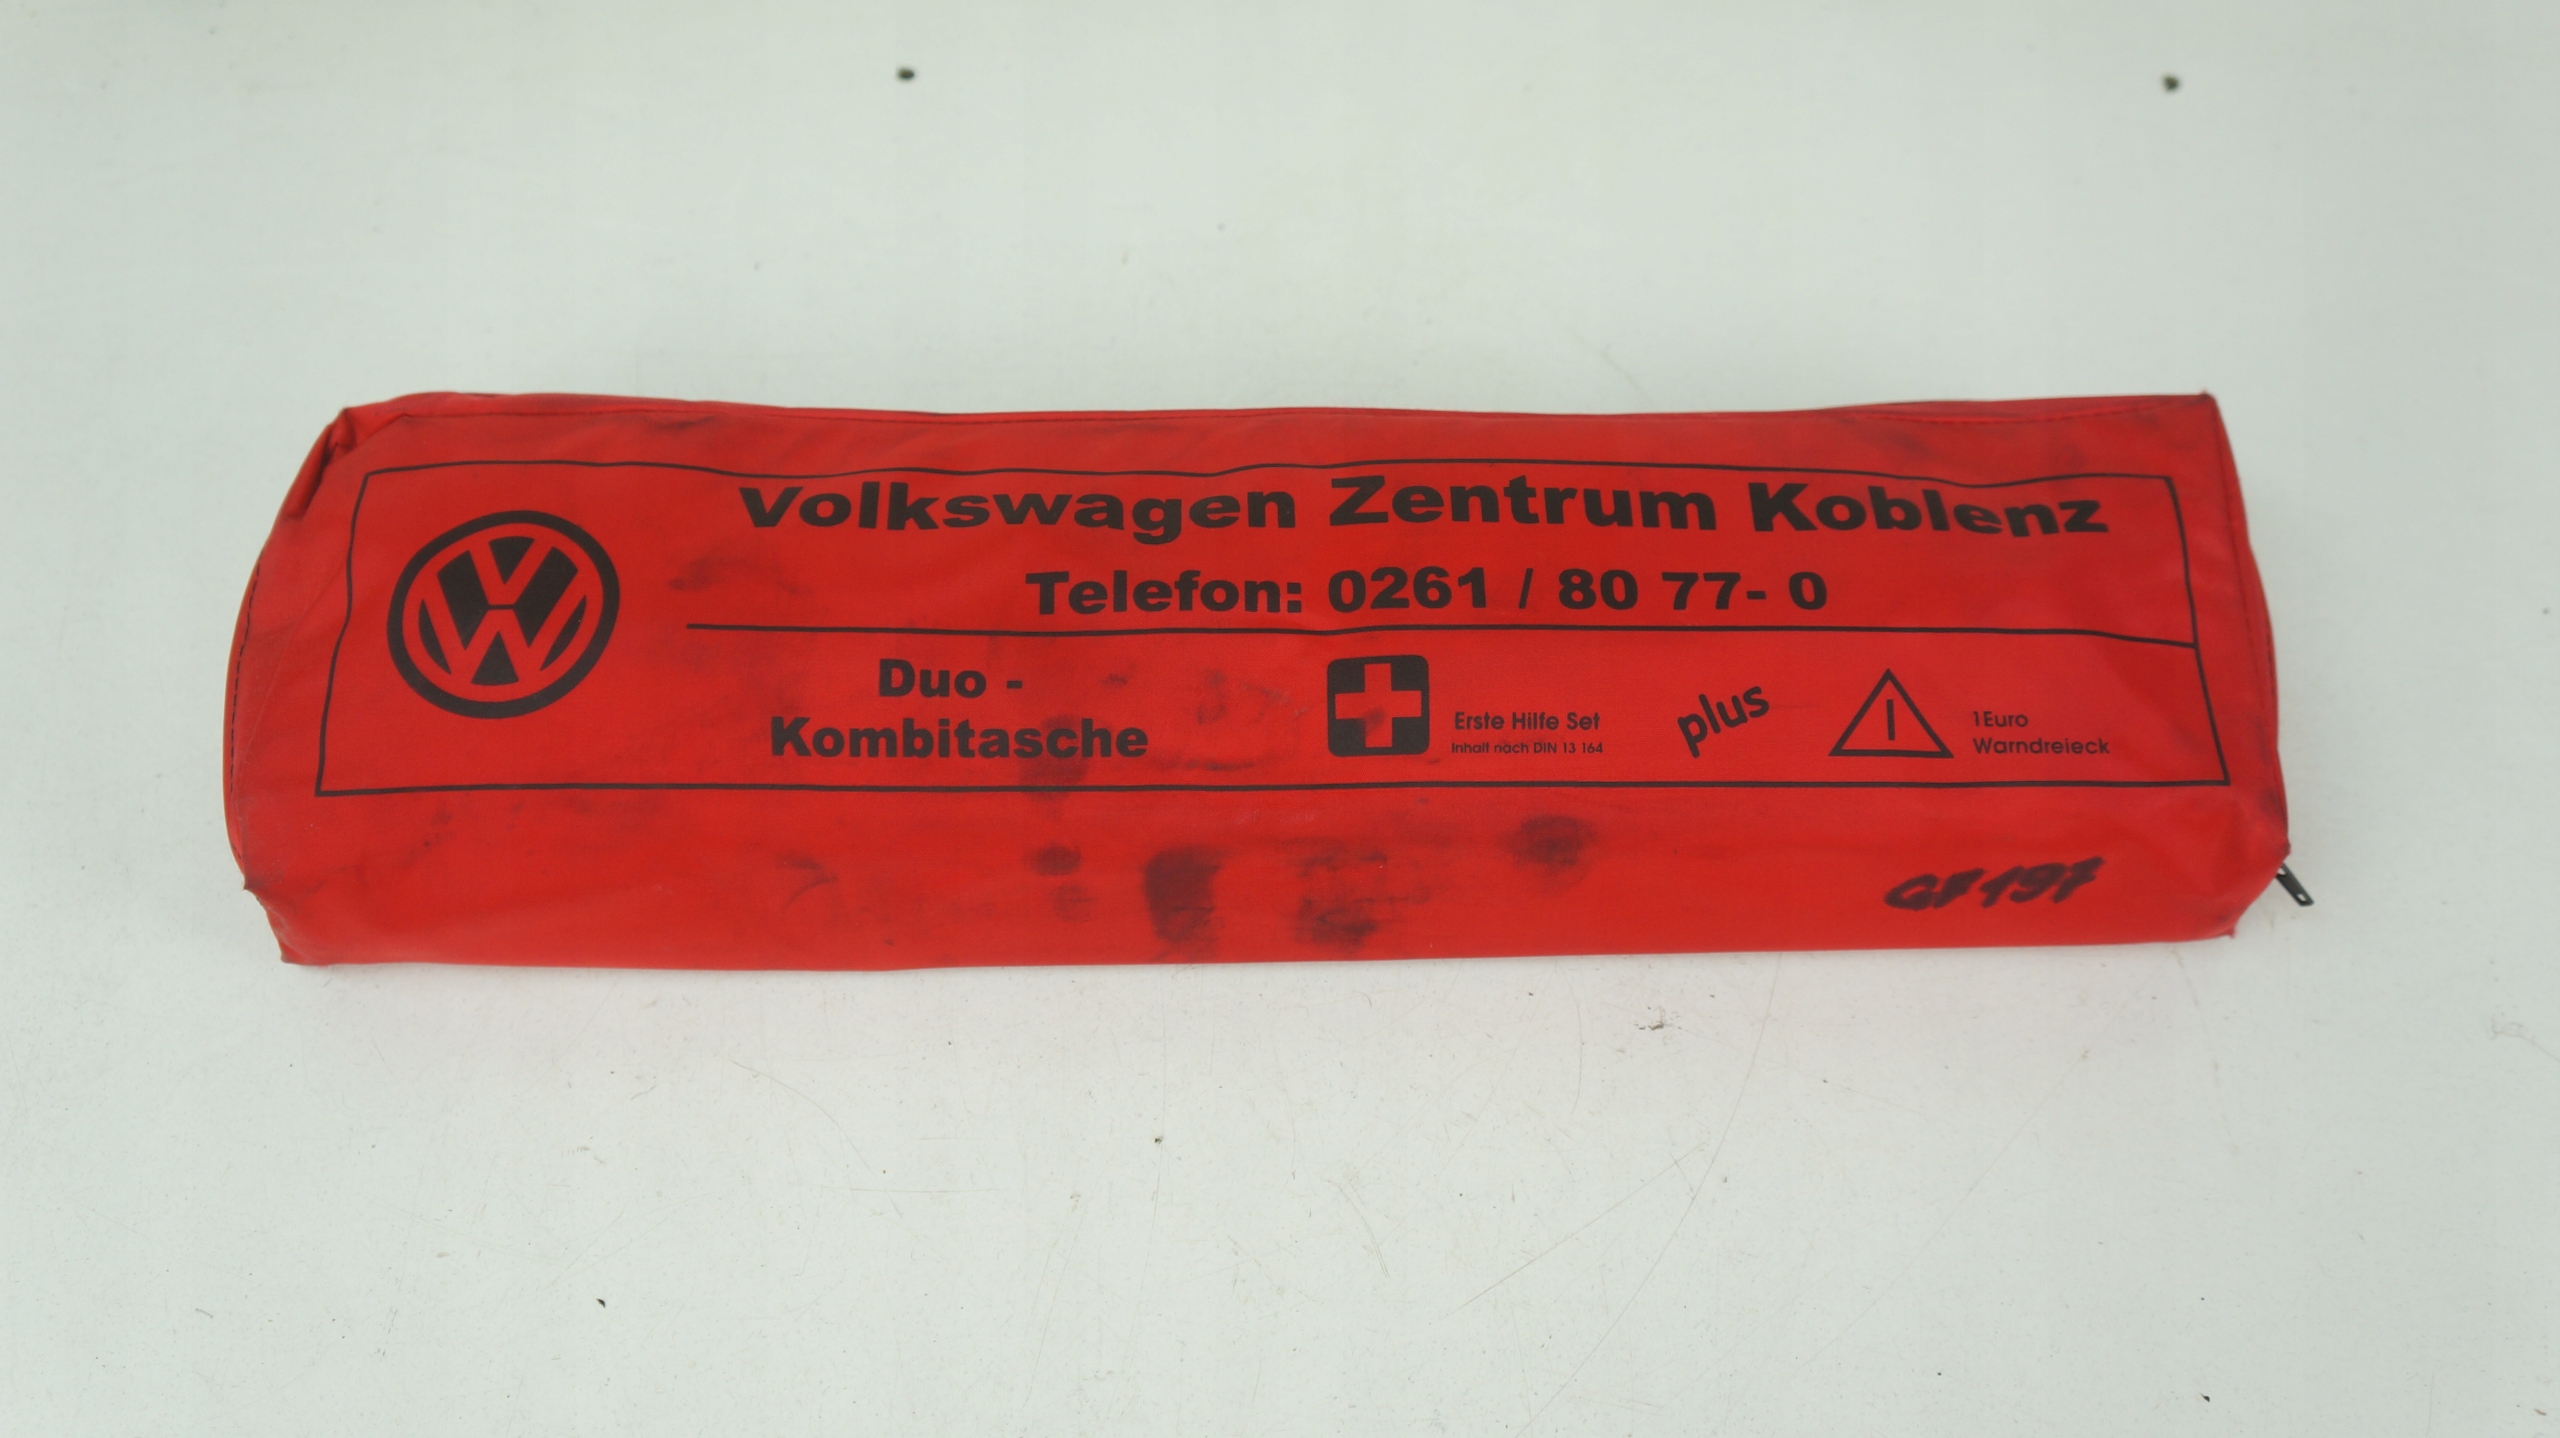 Volkswagen Zentrum Koblenz
Telefon: 0261 / 80 77- 0
Duo -
Kombitasche
Erste Hilfe Set
Inhalt nach DIN 13 164
plus
1Euro
Warndreieck
GF197